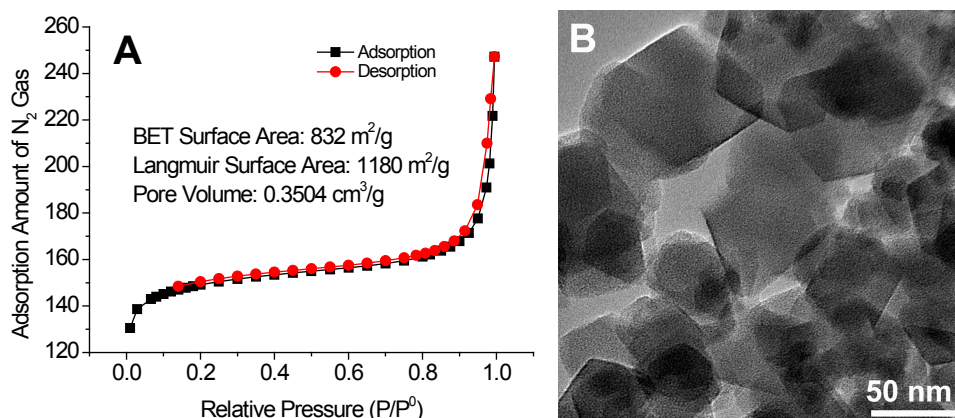 A
Adsorption
Desorption
BET Surface Area: 832 m²/g
Langmuir Surface Area: 1180 m²/g
Pore Volume: 0.3504 cm³/g
Adsorption Amount of N₂ Gas
260
240
220
200
180
160
140
120
0.0 0.2 0.4 0.6 0.8 1.0
Relative Pressure (P/P⁰)
B
50 nm